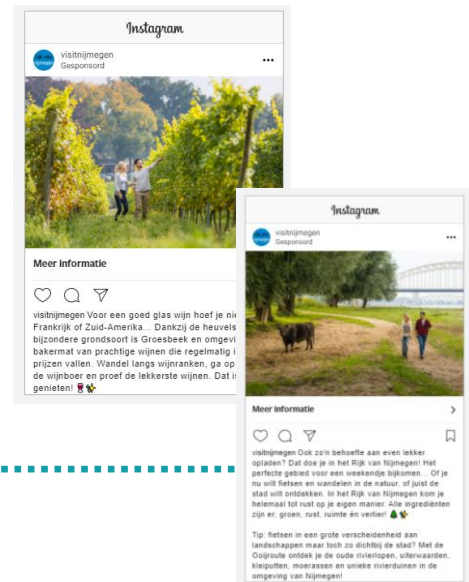 Instagram
visitnijmegen
Gesponsord
Meer informatie
visitnijmegen Voor een goed glas wijn hoef je
Frankrijk of Zuid-Amerika... Dankzij de heuvels
bijzondere grondsoort is Groesbeek en omgevi
bakermat van prachtige wijnen die regelmatig i
prijzen vallen. Wandel langs wijnranken, ga op
de wijnboer en proef de lekkerste wijnen. Dat is
genieten! 🍷🍇
Instagram
visitnijmegen
Gesponsord
Meer informatie
visitnijmegen Ook zo'n behoefte aan even lekker
opladen? Dat doe je in het Rijk van Nijmegen! Het
perfecte gebied voor een weekendje bijkomen... Of je
nu wilt fietsen en wandelen in de natuur, of juist de
stad wilt ontdekken. In het Rijk van Nijmegen kom je
helemaal tot rust op je eigen manier. Alle ingrediënten
zijn er; groen, rust, ruimte én vertier!
Tip: fietsen in een grote verscheidenheid aan
landschappen maar toch zo dichtbij de stad? Met de
Ooijroute ontdek je de oude rivierlopen, uiterwaarden,
kleiputten, moerassen en unieke rivierduinen in de
omgeving van Nijmegen!